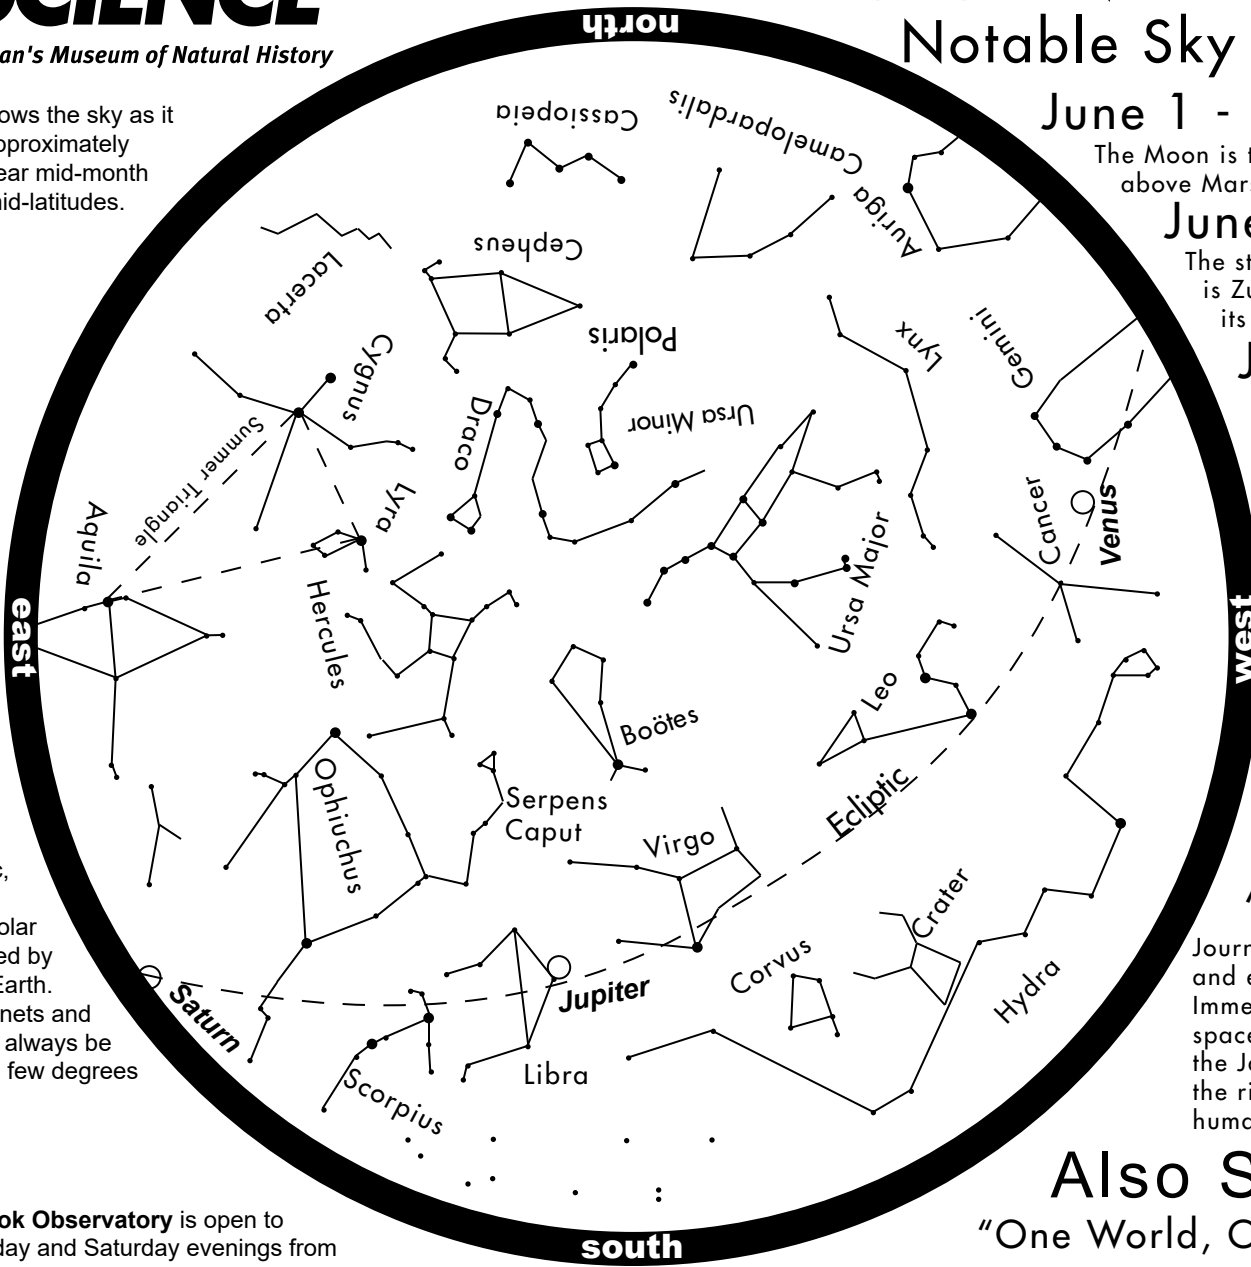 SCIENCE
an's Museum of Natural History
ows the sky as it
pproximately
ear mid-month
id-latitudes.
north
Notable Sky
June 1 -
The Moon is
above Mars
June
The st
is Zu
its
J
Cassiopeia
Camelopardalis
Auriga
Cepheus
Lacerta
Polaris
Lynx
Gemini
Cygnus
Draco
Ursa Minor
Summer Triangle
Lyra
Aquila
Cancer
Venus
Ursa Major
east
west
Hercules
Leo
Boötes
Ophiuchus
Serpens
Caput
Virgo
Ecliptic
Crater
Corvus
Hydra
Saturn
Jupiter
Libra
Scorpius
c,
olar
ed by
Earth.
nets and
always be
few degrees
Journ
and e
Imme
space
the Jo
the ri
huma
Also S
"One World, O
ok Observatory is open to
day and Saturday evenings from
south